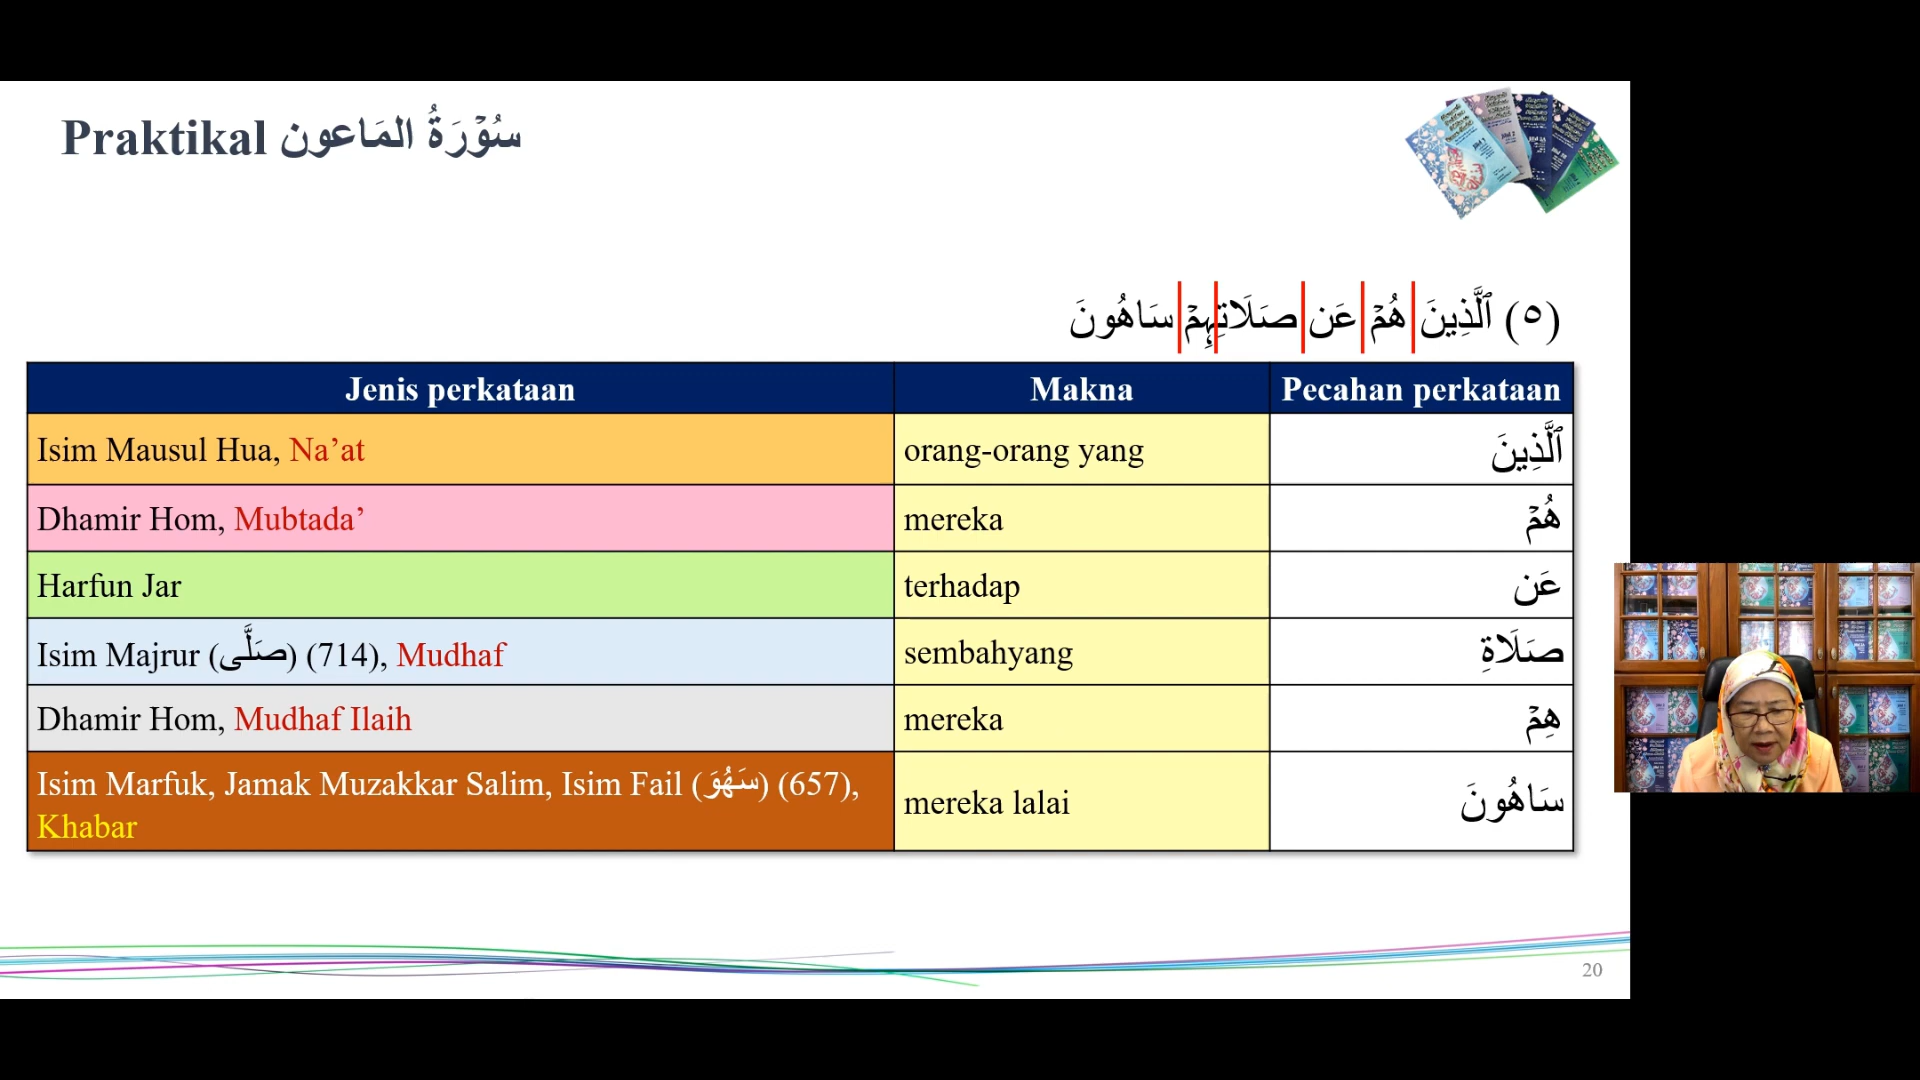 Praktikal سُوْرَةُ المَاعون
(٥) ٱلَّذِينَ هُمۡ عَن صَلَاتِهِمۡ سَاهُونَ
Jenis perkataan Makna Pecahan perkataan
Isim Mausul Hua, Na’at orang-orang yang ٱلَّذِينَ
Dhamir Hom, Mubtada’ mereka هُمۡ
Harfun Jar terhadap عَن
Isim Majrur (صَلَّى) (714), Mudhaf sembahyang صَلَاةِ
Dhamir Hom, Mudhaf Ilaih mereka هِمۡ
Isim Marfuk, Jamak Muzakkar Salim, Isim Fail (سَهُوَ) (657),
Khabar mereka lalai سَاهُونَ
20